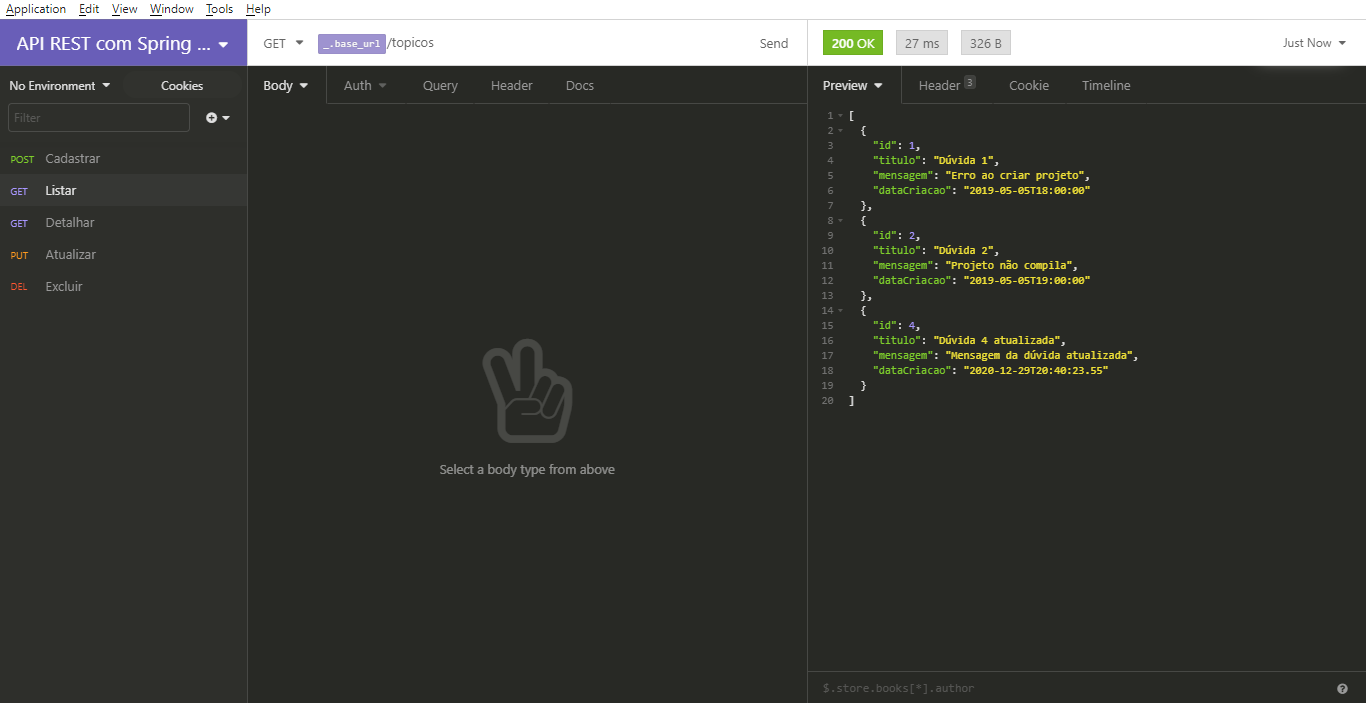 Application Edit View Window Tools Help
API REST com Spring ...
GET _.base_url/topicos Send
200 OK 27 ms 326 B Just Now
No Environment Cookies
Body Auth Query Header Docs
Preview Header 3 Cookie Timeline
Filter
POST Cadastrar
GET Listar
GET Detalhar
PUT Atualizar
DEL Excluir
Select a body type from above
1 [
2 {
3 "id": 1,
4 "titulo": "Dúvida 1",
5 "mensagem": "Erro ao criar projeto",
6 "dataCriacao": "2019-05-05T18:00:00"
7 },
8 {
9 "id": 2,
10 "titulo": "Dúvida 2",
11 "mensagem": "Projeto não compila",
12 "dataCriacao": "2019-05-05T19:00:00"
13 },
14 {
15 "id": 4,
16 "titulo": "Dúvida 4 atualizada",
17 "mensagem": "Mensagem da dúvida atualizada",
18 "dataCriacao": "2020-12-29T20:40:23.55"
19 }
20 ]
$.store.books[*].author